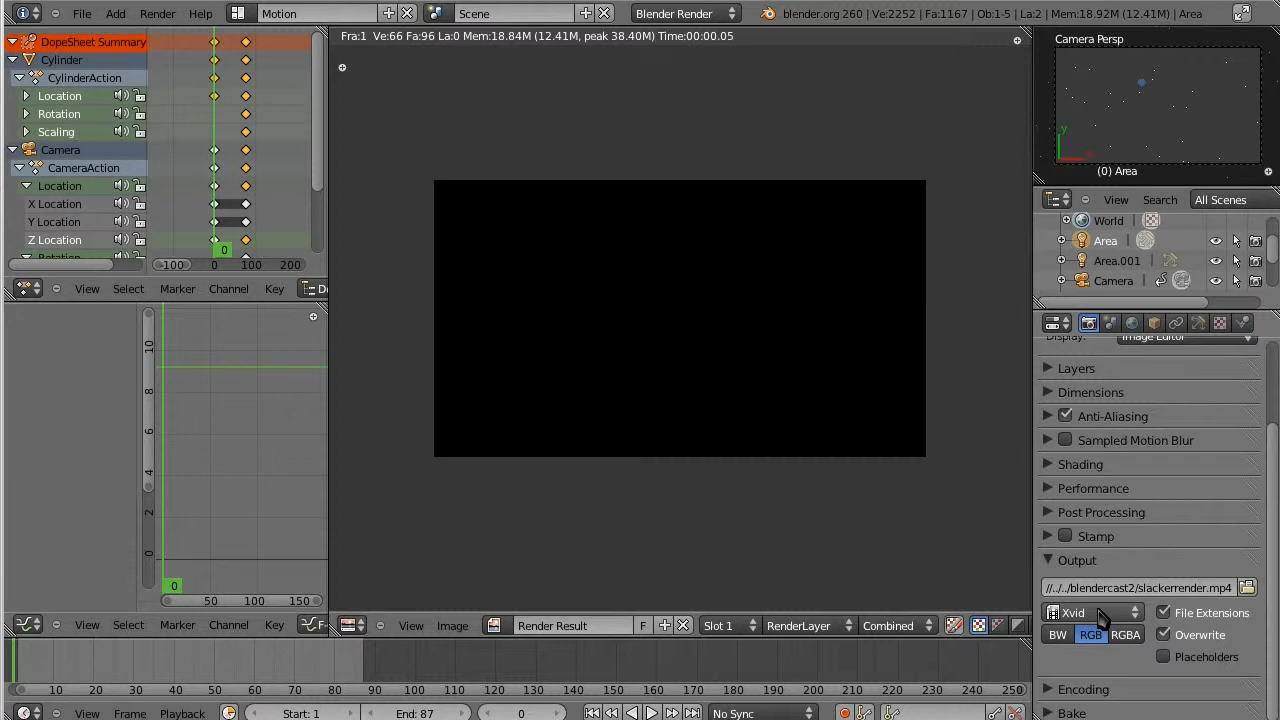 File Add Render Help Motion Scene Blender Render blender.org 260 | Ve:2252 | Fa:1167 | Ob:1-5 | La:2 | Mem:18.92M (12.41M) | Area
DopeSheet Summary
Cylinder
CylinderAction
Location
Rotation
Scaling
Camera
CameraAction
Location
X Location
Y Location
Z Location
0
-100 0 100 200
View Select Marker Channel Key
10
8
6
4
2
0
0
50 100 150
View Select Marker Channel Key
Fra:1 Ve:66 Fa:96 La:0 Mem:18.84M (12.41M, peak 38.40M) Time:00:00.05
View Image Render Result F Slot 1 RenderLayer Combined
Camera Persp
y
(0) Area
View Search All Scenes
World
Area
Area.001
Camera
Display: Image Editor
Layers
Dimensions
Anti-Aliasing
Sampled Motion Blur
Shading
Performance
Post Processing
Stamp
Output
//../../blendercast2/slackerrender.mp4
Xvid File Extensions
BW RGB RGBA Overwrite
Placeholders
Encoding
Bake
10 20 30 40 50 60 70 80 90 100 110 120 130 140 150 160 170 180 190 200 210 220 230 240 250
View Frame Playback Start: 1 End: 87 0 No Sync